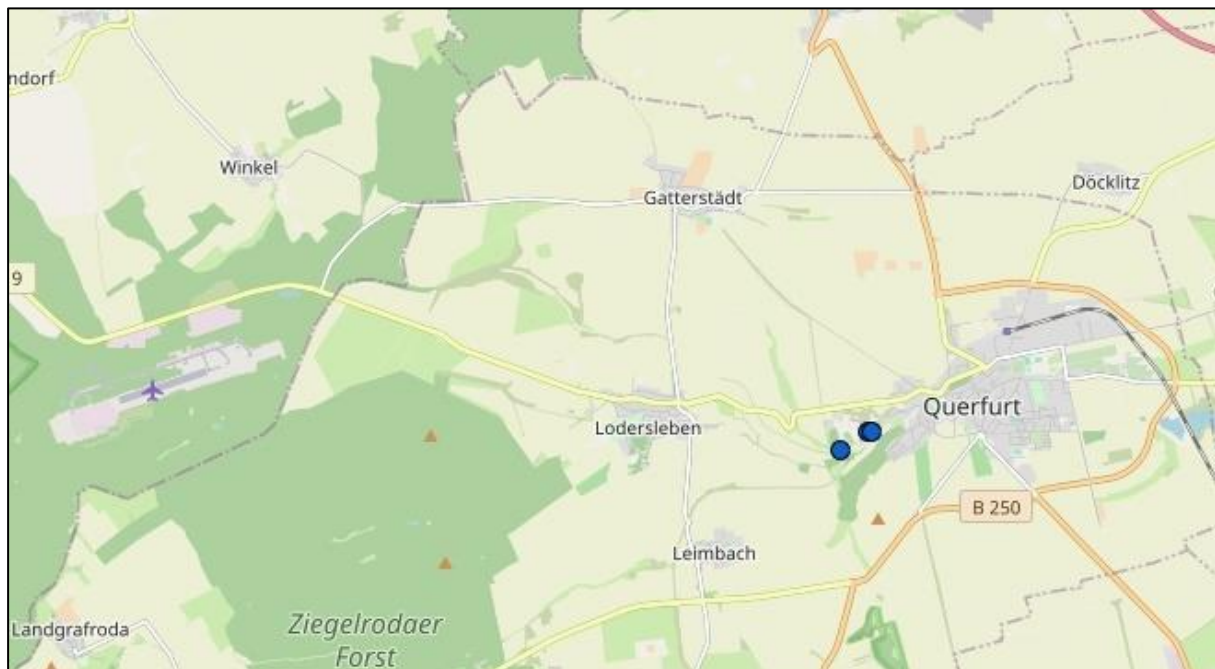 ndorf
Winkel
Gatterstädt
Döcklitz
9
Querfurt
Lodersleben
B 250
Leimbach
Ziegelrodaer
Forst
Landgrafroda